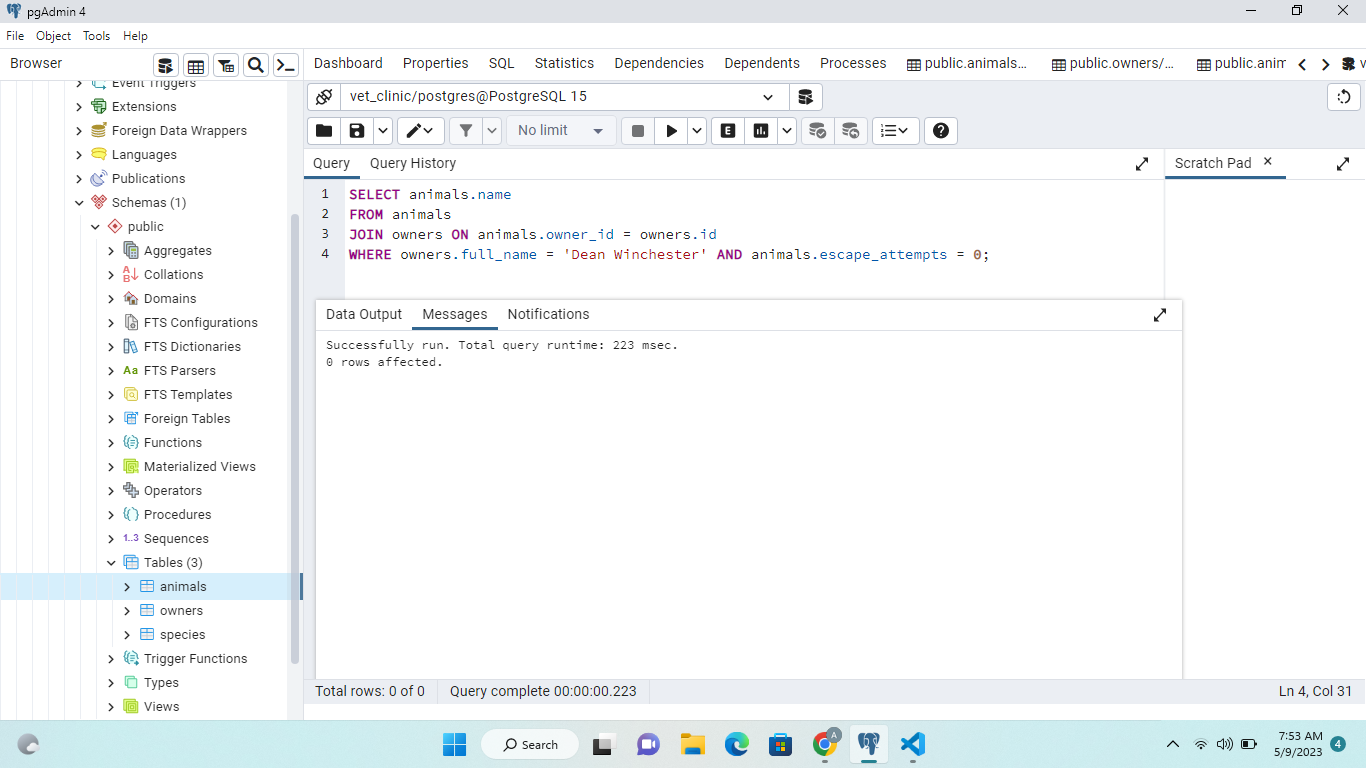 pgAdmin 4
File Object Tools Help
Browser
Dashboard Properties SQL Statistics Dependencies Dependents Processes public.animals... public.owners/... public.anim
Event Triggers
Extensions
Foreign Data Wrappers
Languages
Publications
Schemas (1)
public
Aggregates
Collations
Domains
FTS Configurations
FTS Dictionaries
Aa FTS Parsers
FTS Templates
Foreign Tables
Functions
Materialized Views
Operators
Procedures
1..3 Sequences
Tables (3)
animals
owners
species
Trigger Functions
Types
Views
vet_clinic/postgres@PostgreSQL 15
No limit
E
Query Query History
Scratch Pad
1 SELECT animals.name
2 FROM animals
3 JOIN owners ON animals.owner_id = owners.id
4 WHERE owners.full_name = 'Dean Winchester' AND animals.escape_attempts = 0;
Data Output Messages Notifications
Successfully run. Total query runtime: 223 msec.
0 rows affected.
Total rows: 0 of 0 Query complete 00:00:00.223 Ln 4, Col 31
Search
A
7:53 AM
5/9/2023
4